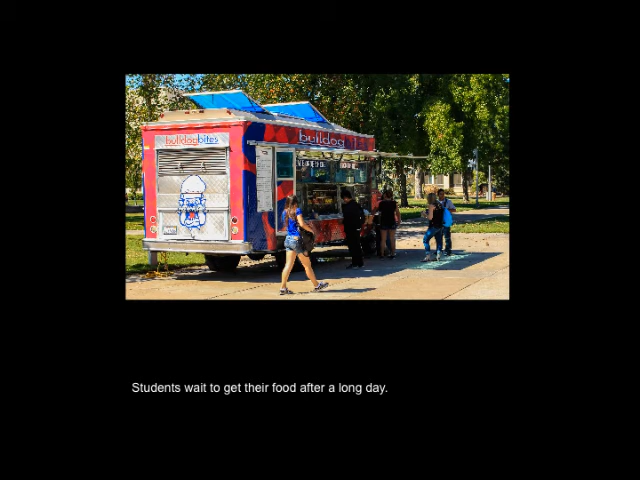 bulldogbites
bulldog
Students wait to get their food after a long day.